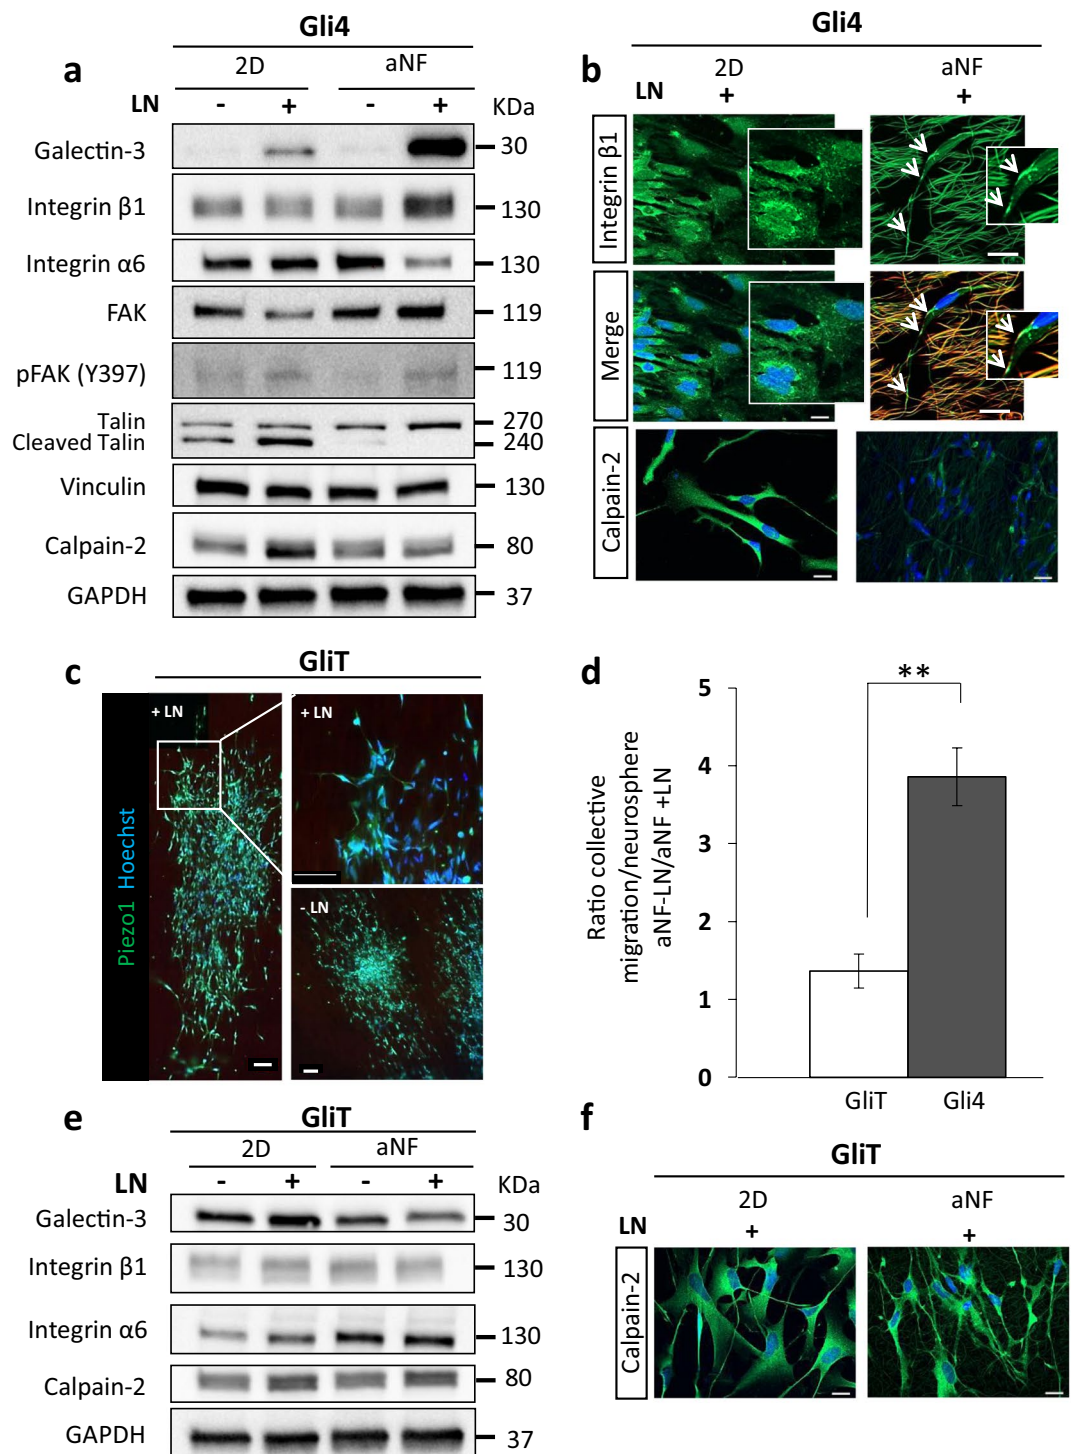 Gli4
a
2D
aNF
LN - + - + KDa
Galectin-3 30
Integrin β1 130
Integrin α6 130
FAK 119
pFAK (Y397) 119
Talin 270
Cleaved Talin 240
Vinculin 130
Calpain-2 80
GAPDH 37
Gli4
b
2D
aNF
LN + +
Integrin β1
Merge
Calpain-2
c
GliT
+ LN
+ LN
- LN
Piezo1 Hoechst
d
**
5
4
3
2
1
0
Ratio collective
migration/neurosphere
aNF-LN/aNF +LN
GliT Gli4
e
GliT
2D
aNF
LN - + - + KDa
Galectin-3 30
Integrin β1 130
Integrin α6 130
Calpain-2 80
GAPDH 37
f
GliT
2D
aNF
LN + +
Calpain-2